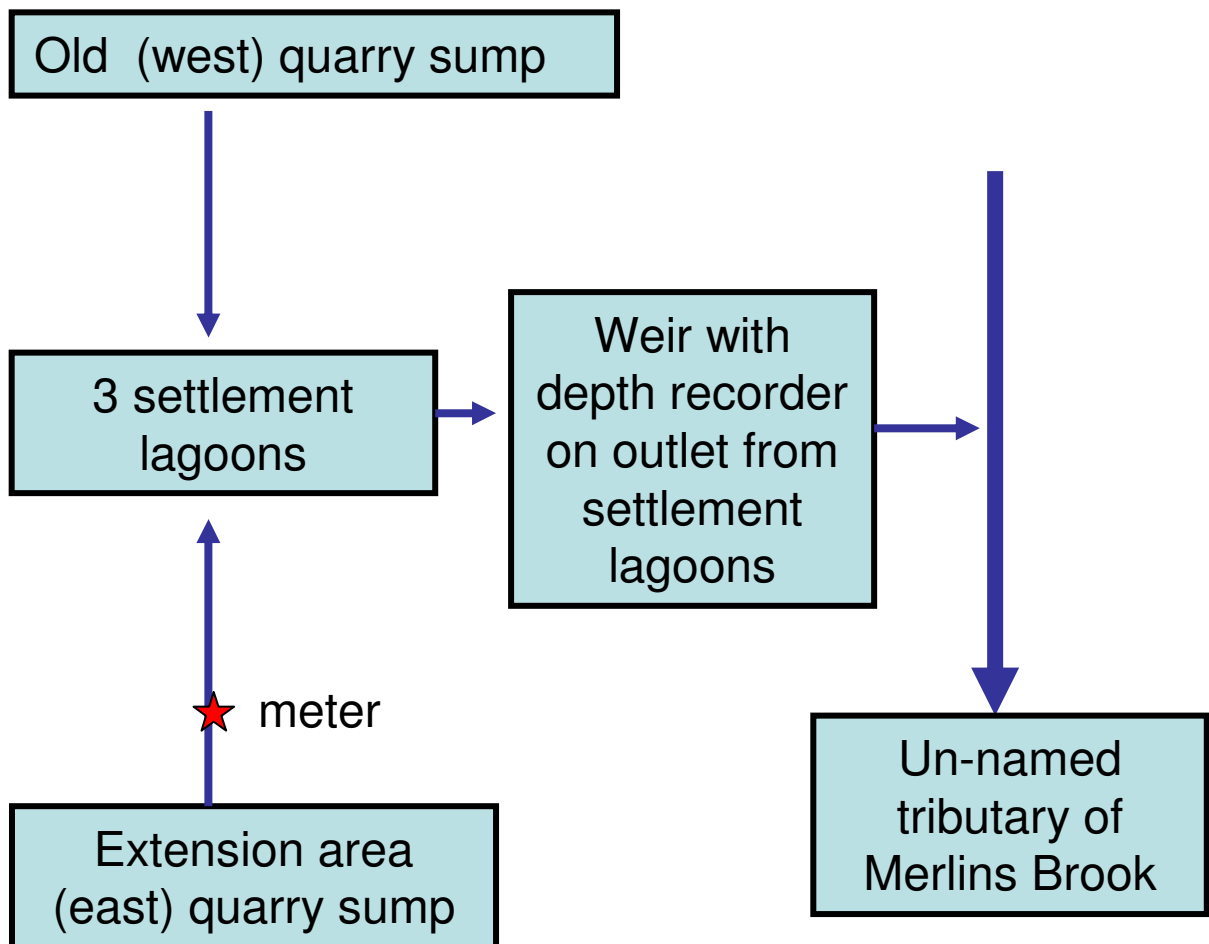 Old (west) quarry sump
3 settlement
lagoons
Weir with
depth recorder
on outlet from
settlement
lagoons
meter
Extension area
(east) quarry sump
Un-named
tributary of
Merlins Brook